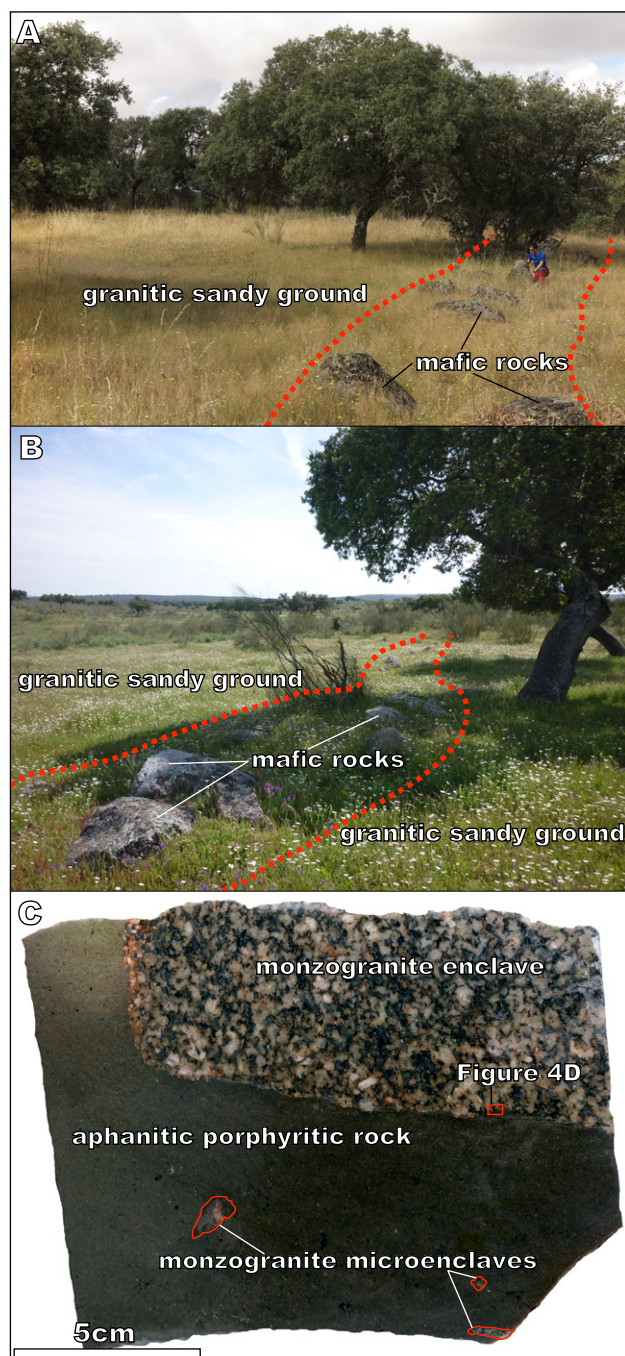 A
granitic sandy ground
mafic rocks
B
granitic sandy ground
mafic rocks
granitic sandy ground
C
monzogranite enclave
Figure 4D
aphanitic porphyritic rock
monzogranite microenclaves
5cm